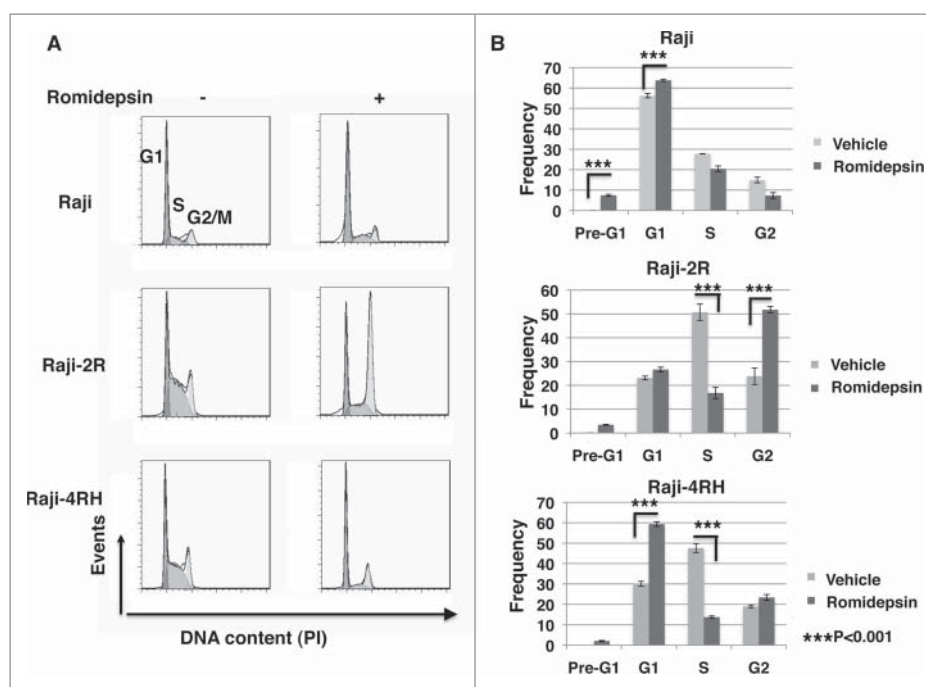 A
Romidepsin - +
G1
S
G2/M
Raji
Raji-2R
Raji-4RH
Events
DNA content (PI)
B
Raji
***
***
70
60
50
40
30
20
10
0
Frequency
Pre-G1 G1 S G2
Vehicle
Romidepsin
Raji-2R
*** ***
60
50
40
30
20
10
0
Frequency
Pre-G1 G1 S G2
Vehicle
Romidepsin
Raji-4RH
*** ***
70
60
50
40
30
20
10
0
Frequency
Pre-G1 G1 S G2
Vehicle
Romidepsin
***P<0.001